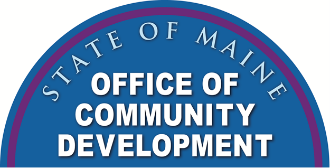 STATE OF MAINE
OFFICE OF
COMMUNITY
DEVELOPMENT